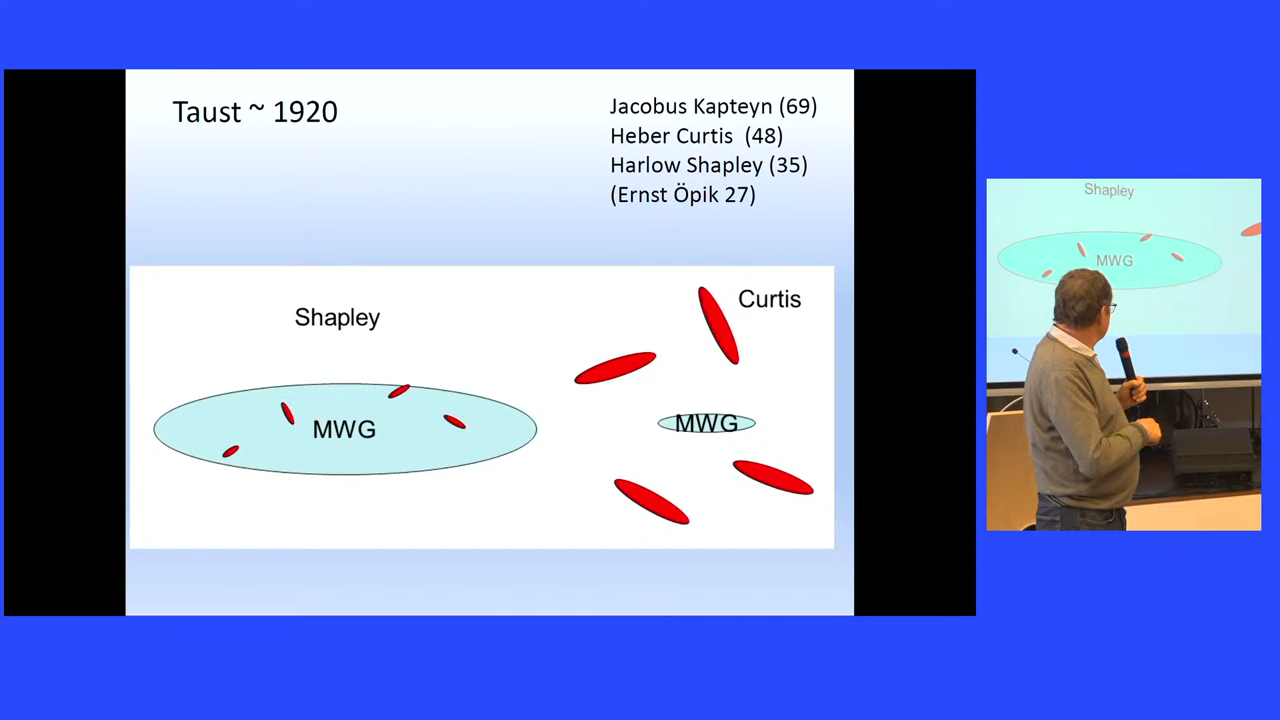 Taust ~ 1920
Jacobus Kapteyn (69)
Heber Curtis (48)
Harlow Shapley (35)
(Ernst Öpik 27)
Shapley
Curtis
MWG
MWG
Shapley
MWG